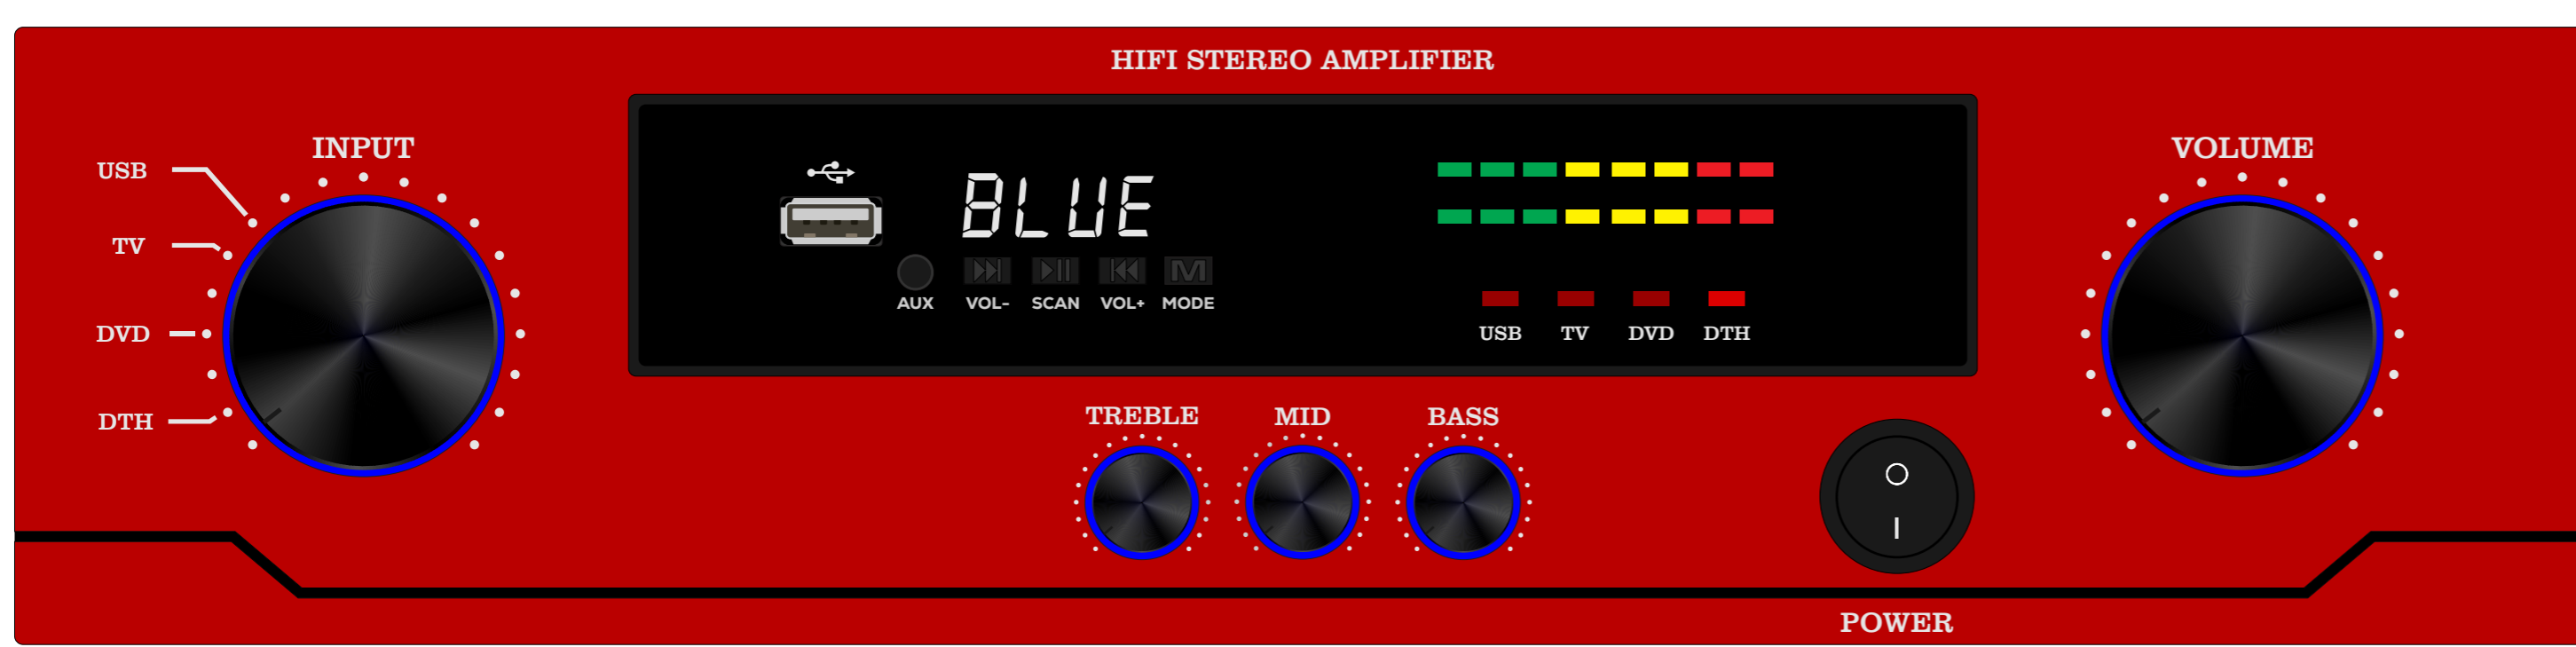 HIFI STEREO AMPLIFIER
INPUT
VOLUME
USB
TV
DVD
DTH
BLUE
M
AUX VOL- SCAN VOL+ MODE
USB TV DVD DTH
TREBLE MID BASS
O
I
POWER